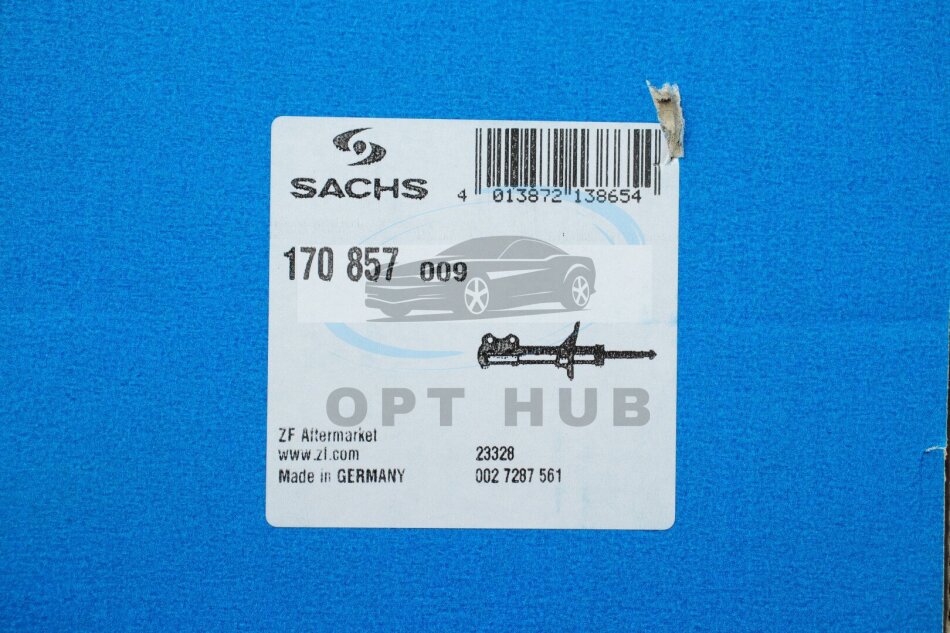 SACHS
4 013872 138654
170 857 009
OPT HUB
ZF Aftermarket
www.zf.com
23328
Made in GERMANY
002 7287 561